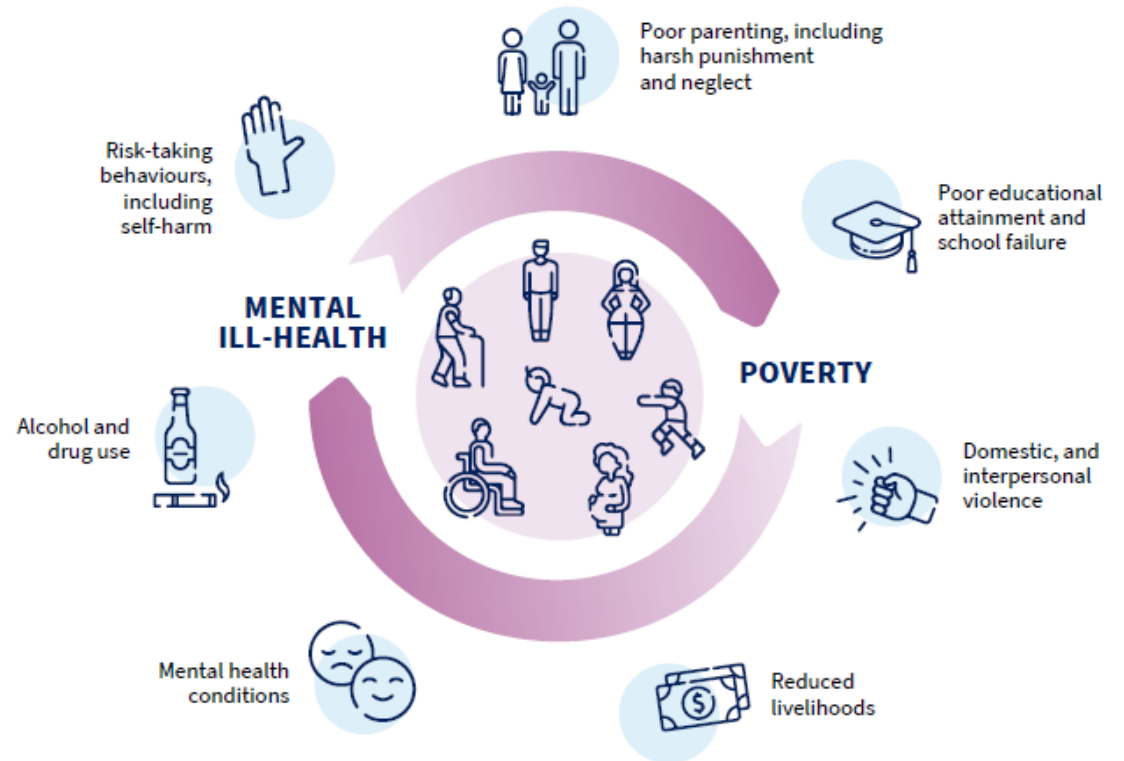 Poor parenting, including
harsh punishment
and neglect
Risk-taking
behaviours,
including
self-harm
Poor educational
attainment and
school failure
MENTAL
ILL-HEALTH
POVERTY
Alcohol and
drug use
Domestic, and
interpersonal
violence
Mental health
conditions
Reduced
livelihoods
$